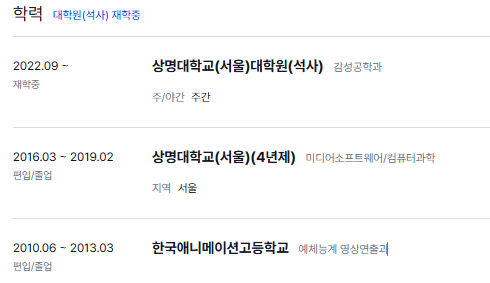 학력 대학원(석사) 재학중
2022.09 ~ 상명대학교(서울)대학원(석사) 감성공학과
재학중
주/야간 주간
2016.03 ~ 2019.02 상명대학교(서울)(4년제) 미디어소프트웨어/컴퓨터과학
편입/졸업
지역 서울
2010.06 ~ 2013.03 한국애니메이션고등학교 예체능계 영상연출과
편입/졸업